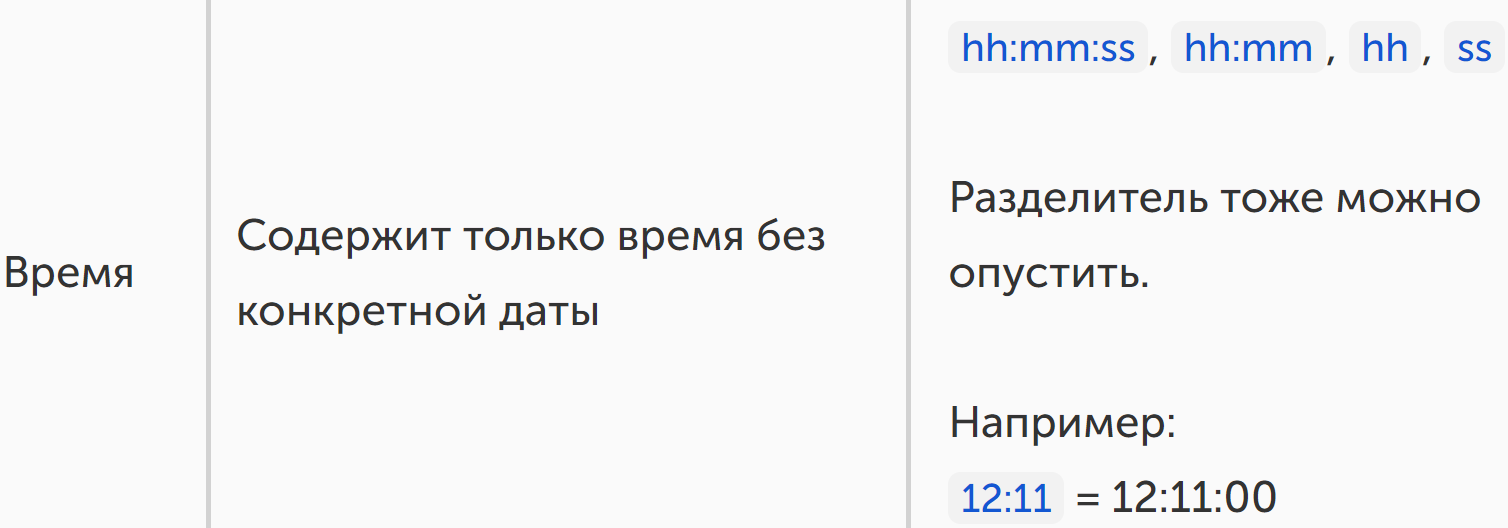 Время
Содержит только время без
конкретной даты
hh:mm:ss, hh:mm, hh, ss
Разделитель тоже можно
опустить.
Например:
12:11 = 12:11:00